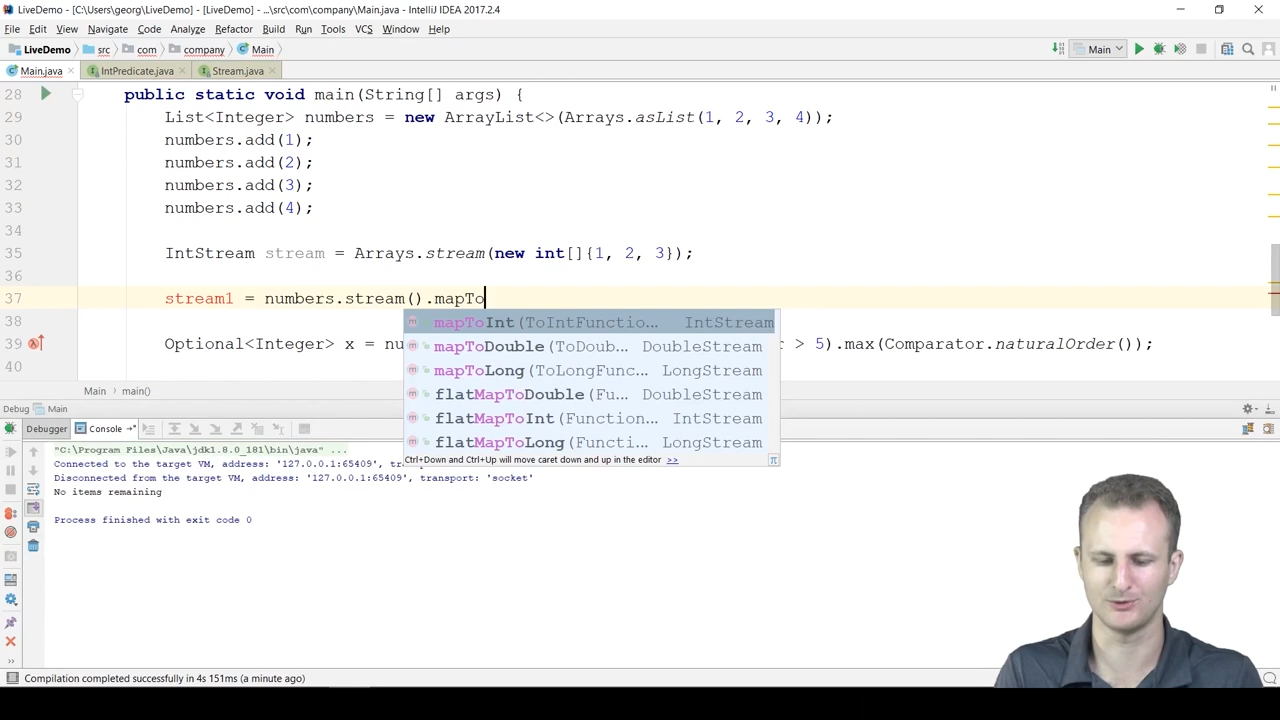 LiveDemo - [C:\Users\georg\LiveDemo] - [LiveDemo] - ...\src\com\company\Main.java - IntelliJ IDEA 2017.2.4
File Edit View Navigate Code Analyze Refactor Build Run Tools VCS Window Help
LiveDemo src com company Main Main
Main.java IntPredicate.java Stream.java
28 public static void main(String[] args) {
29 List<Integer> numbers = new ArrayList<>(Arrays.asList(1, 2, 3, 4));
30 numbers.add(1);
31 numbers.add(2);
32 numbers.add(3);
33 numbers.add(4);
34
35 IntStream stream = Arrays.stream(new int[]{1, 2, 3});
36
37 stream1 = numbers.stream().mapTo
38 mapToInt(ToIntFunctio... IntStream
mapToDouble(ToDoub... DoubleStream
39 Optional<Integer> x = nu > 5).max(Comparator.naturalOrder());
40 mapToLong(ToLongFunc... LongStream
flatMapToDouble(Fu... DoubleStream
flatMapToInt(Function... IntStream
flatMapToLong(Functi... LongStream
Ctrl+Down and Ctrl+Up will move caret down and up in the editor >>
Main main()
Debug Main
Debugger Console
"C:\Program Files\Java\jdk1.8.0_181\bin\java" ...
Connected to the target VM, address: '127.0.0.1:65409',
Disconnected from the target VM, address: '127.0.0.1:65409', transport: 'socket'
No items remaining
Process finished with exit code 0
Compilation completed successfully in 4s 151ms (a minute ago)